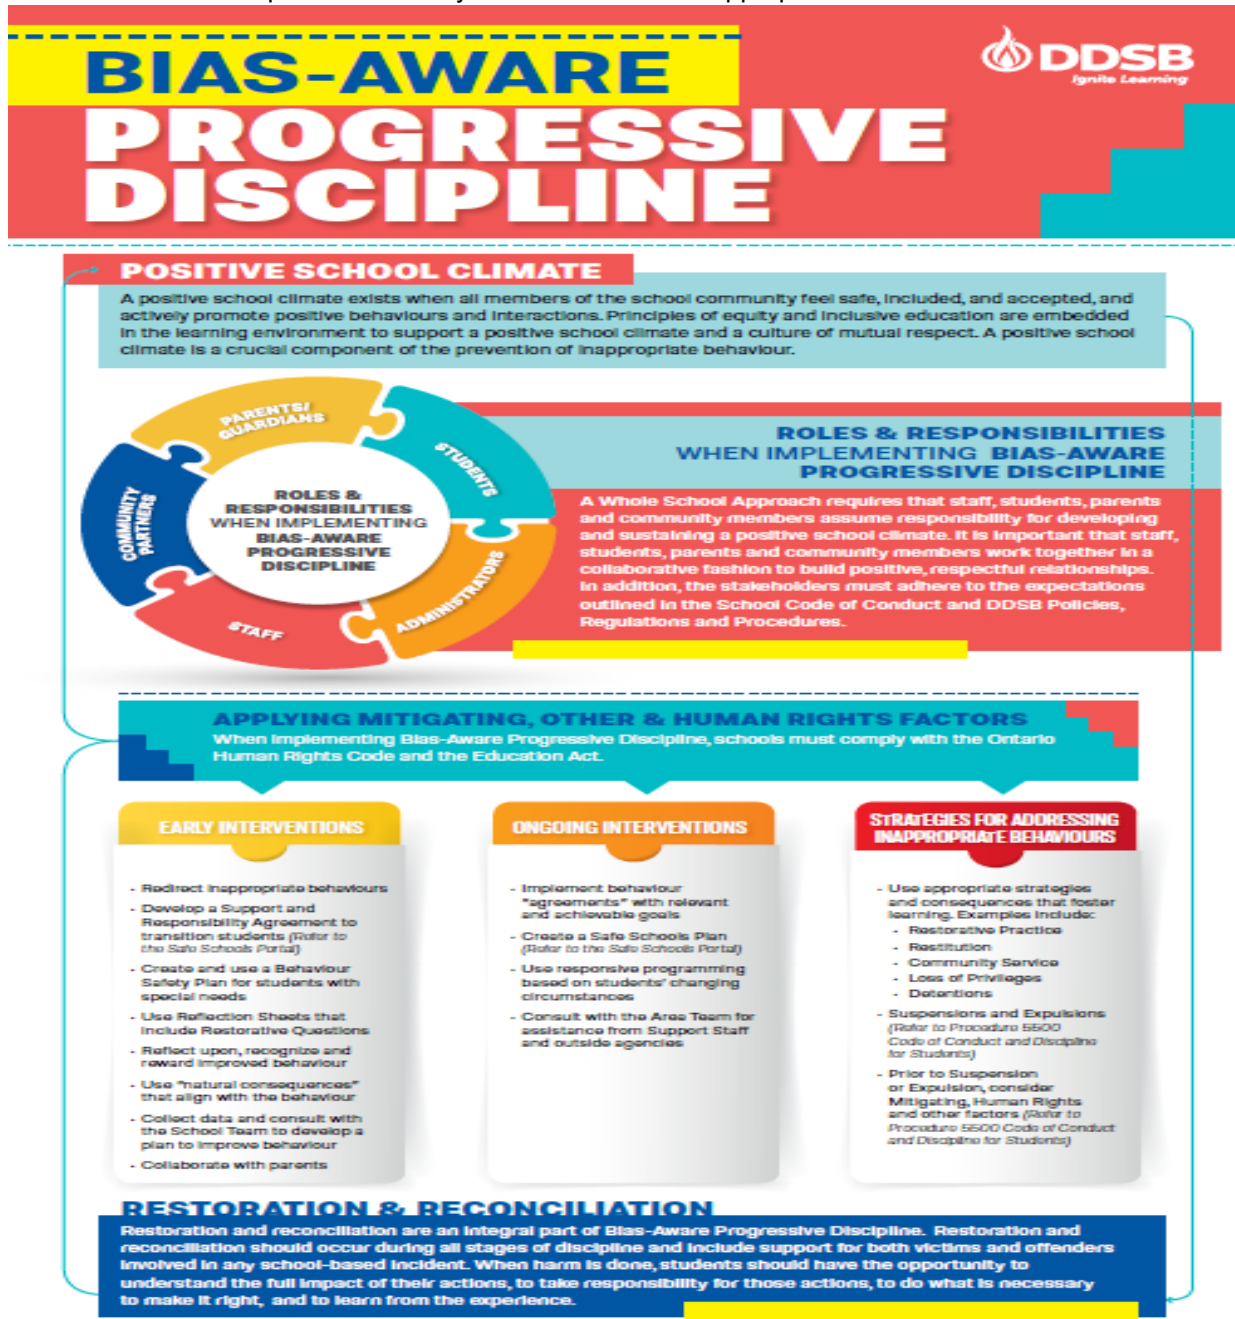 BIAS-AWARE
PROGRESSIVE
DISCIPLINE
DDSB
Ignite Learning
POSITIVE SCHOOL CLIMATE
A positive school climate exists when all members of the school community feel safe, included, and accepted, and
actively promote positive behaviours and interactions. Principles of equity and inclusive education are embedded
in the learning environment to support a positive school climate and a culture of mutual respect. A positive school
climate is a crucial component of the prevention of inappropriate behaviour.
PARENTS/
GUARDIANS
STUDENTS
ADMINISTRATORS
STAFF
COMMUNITY
PARTNERS
ROLES &
RESPONSIBILITIES
WHEN IMPLEMENTING
BIAS-AWARE
PROGRESSIVE
DISCIPLINE
ROLES & RESPONSIBILITIES
WHEN IMPLEMENTING BIAS-AWARE
PROGRESSIVE DISCIPLINE
A Whole School Approach requires that staff, students, parents
and community members assume responsibility for developing
and sustaining a positive school climate. It is important that staff,
students, parents and community members work together in a
collaborative fashion to build positive, respectful relationships.
In addition, the stakeholders must adhere to the expectations
outlined in the School Code of Conduct and DDSB Policies,
Regulations and Procedures.
APPLYING MITIGATING, OTHER & HUMAN RIGHTS FACTORS
When Implementing Bias-Aware Progressive Discipline, schools must comply with the Ontario
Human Rights Code and the Education Act.
EARLY INTERVENTIONS
- Redirect inappropriate behaviours
- Develop a Support and
Responsibility Agreement to
transition students (Refer to
the Safe Schools Portal)
- Create and use a Behaviour
Safety Plan for students with
special needs
- Use Reflection Sheets that
include Restorative Questions
- Reflect upon, recognize and
reward improved behaviour
- Use "natural consequences"
that align with the behaviour
- Collect data and consult with
the School Team to develop a
plan to improve behaviour
- Collaborate with parents
ONGOING INTERVENTIONS
- Implement behaviour
"agreements" with relevant
and achievable goals
- Create a Safe Schools Plan
(Refer to the Safe Schools Portal)
- Use responsive programming
based on students' changing
circumstances
- Consult with the Area Team for
assistance from Support Staff
and outside agencies
STRATEGIES FOR ADDRESSING
INAPPROPRIATE BEHAVIOURS
- Use appropriate strategies
and consequences that foster
learning. Examples include:
- Restorative Practice
- Restitution
- Community Service
- Loss of Privileges
- Detentions
- Suspensions and Expulsions
(Refer to Procedure 5500
Code of Conduct and Discipline
for Students)
- Prior to Suspension
or Expulsion, consider
Mitigating, Human Rights
and other factors (Refer to
Procedure 5500 Code of Conduct
and Discipline for Students)
RESTORATION & RECONCILIATION
Restoration and reconciliation are an integral part of Bias-Aware Progressive Discipline. Restoration and
reconciliation should occur during all stages of discipline and include support for both victims and offenders
involved in any school-based incident. When harm is done, students should have the opportunity to
understand the full impact of their actions, to take responsibility for those actions, to do what is necessary
to make it right, and to learn from the experience.